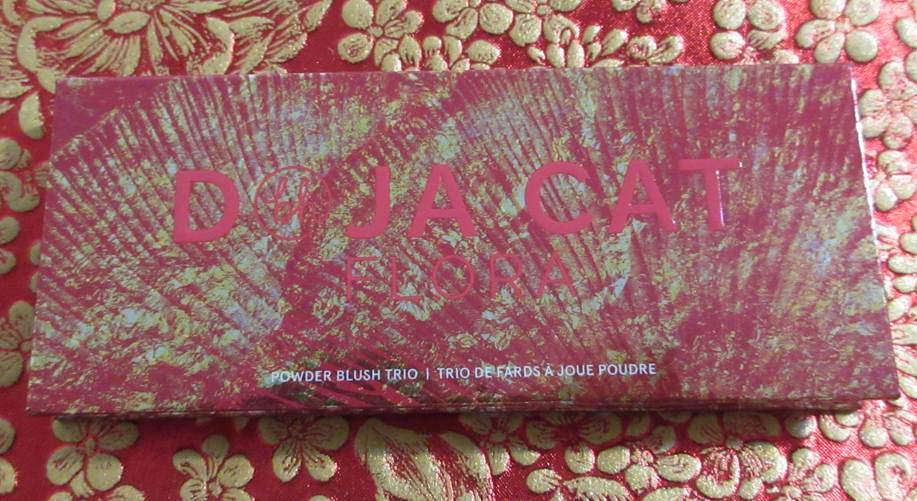 DOJA CAT
FLORA
POWDER BLUSH TRIO | TRIO DE FARDS À JOUE POUDRE